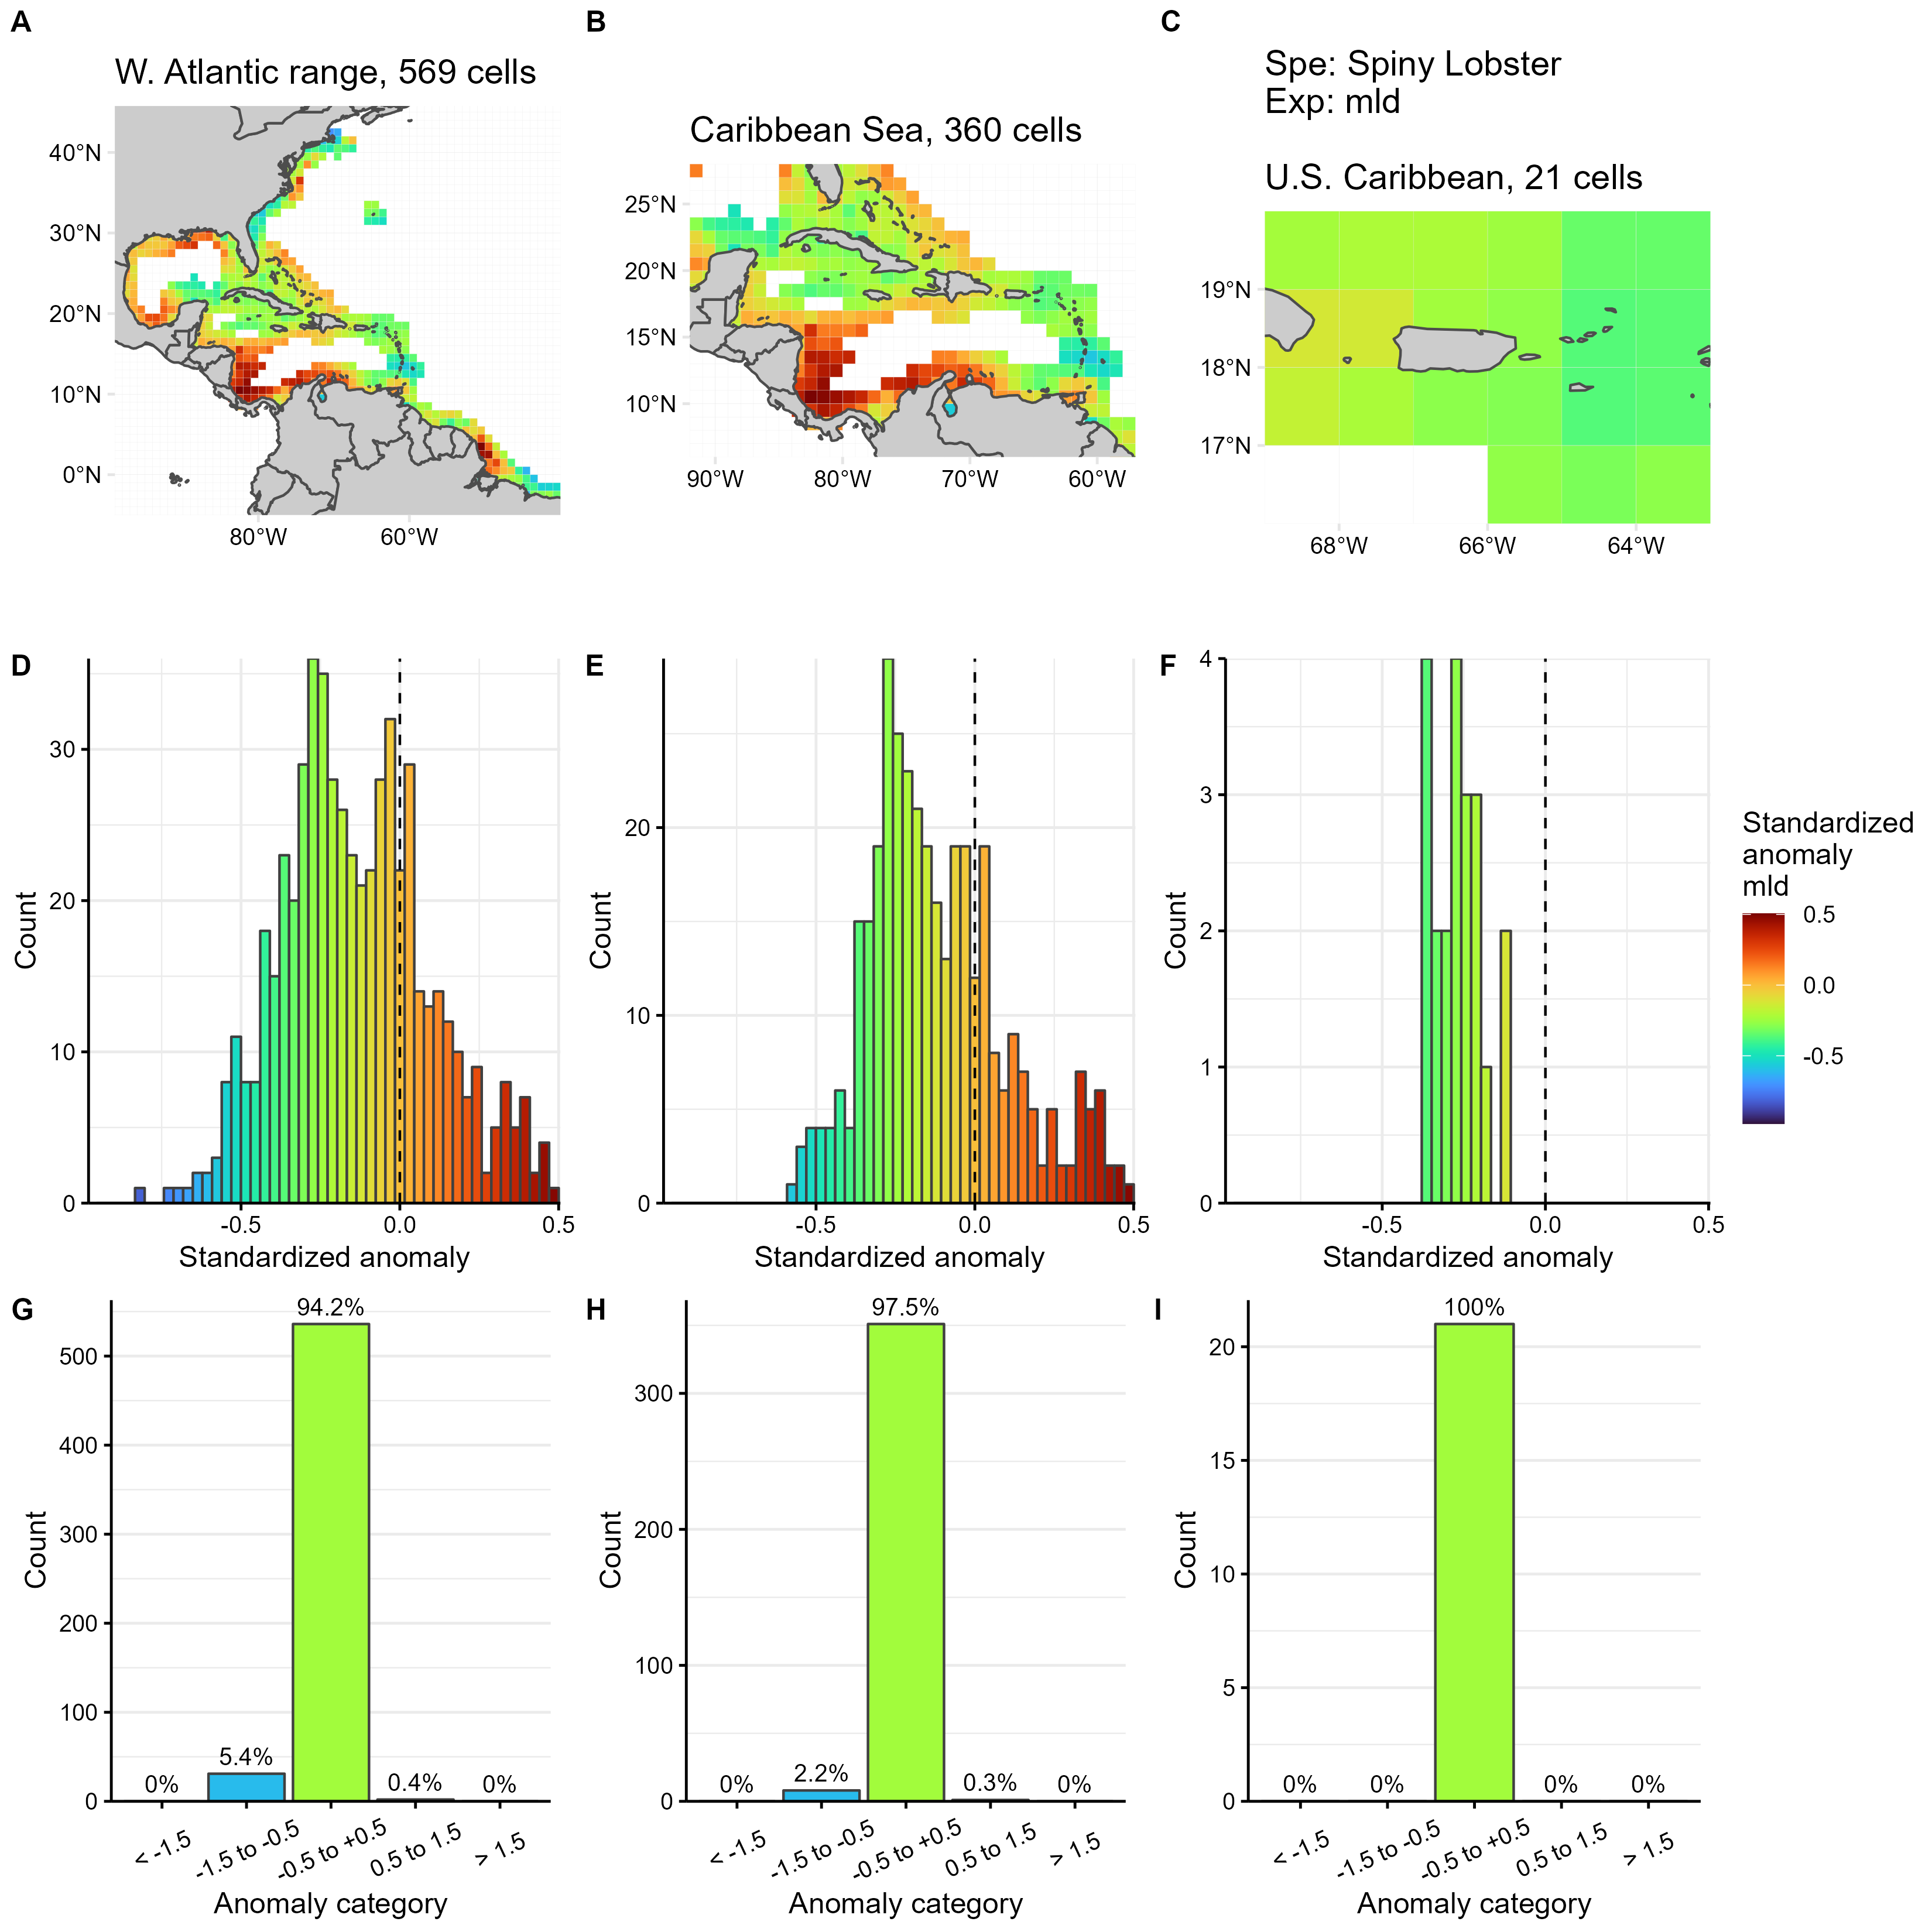 A
B
C
W. Atlantic range, 569 cells
Caribbean Sea, 360 cells
Spe: Spiny Lobster
Exp: mld
U.S. Caribbean, 21 cells
40°N
30°N
20°N
10°N
0°N
80°W
60°W
25°N
20°N
15°N
10°N
90°W
80°W
70°W
60°W
19°N
18°N
17°N
68°W
66°W
64°W
D
30
20
10
0
Count
-0.5
0.0
0.5
Standardized anomaly
E
20
10
0
Count
-0.5
0.0
0.5
Standardized anomaly
F
4
3
2
1
0
Count
-0.5
0.0
0.5
Standardized anomaly
Standardized
anomaly
mld
0.5
0.0
-0.5
G
500
400
300
200
100
0
Count
0%
5.4%
94.2%
0.4%
0%
< -1.5
-1.5 to -0.5
-0.5 to +0.5
0.5 to 1.5
> 1.5
Anomaly category
H
300
200
100
0
Count
0%
2.2%
97.5%
0.3%
0%
< -1.5
-1.5 to -0.5
-0.5 to +0.5
0.5 to 1.5
> 1.5
Anomaly category
I
20
15
10
5
0
Count
0%
0%
100%
0%
0%
< -1.5
-1.5 to -0.5
-0.5 to +0.5
0.5 to 1.5
> 1.5
Anomaly category